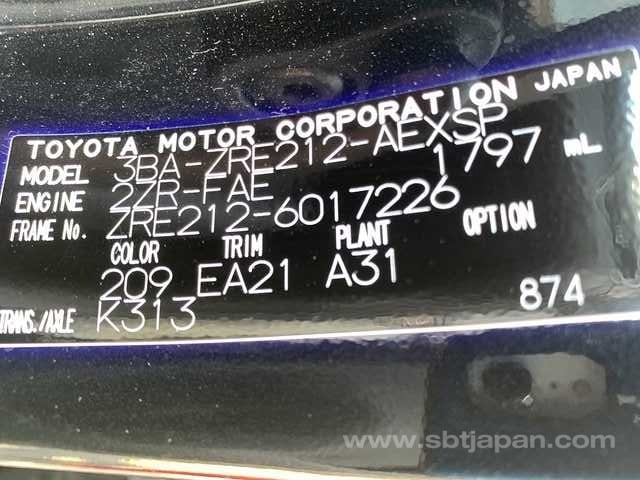 TOYOTA MOTOR CORPORATION JAPAN
MODEL 3BA-ZRE212-AEXSP
ENGINE 2ZR-FAE 1797 mL
FRAME No. ZRE212-6017226
COLOR TRIM PLANT OPTION
209 EA21 A31
TRANS./AXLE K313 874
www.sbtjapan.com